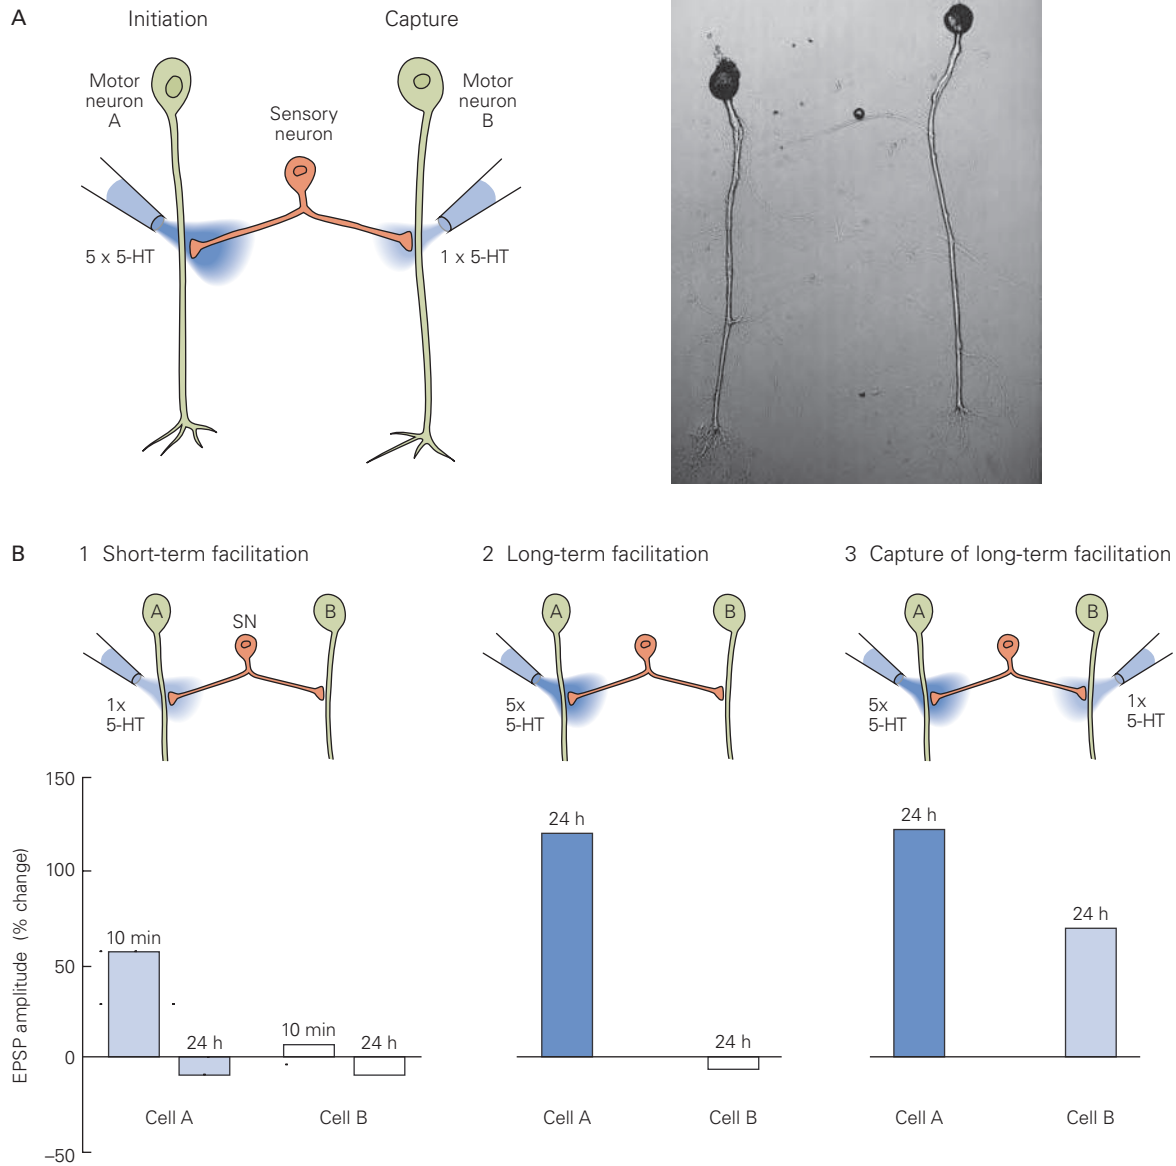 A
Initiation
Capture
Motor
neuron
A
Sensory
neuron
Motor
neuron
B
5 x 5-HT
1 x 5-HT
B
1 Short-term facilitation
2 Long-term facilitation
3 Capture of long-term facilitation
A
SN
B
1x
5-HT
A
B
5x
5-HT
A
B
5x
5-HT
1x
5-HT
EPSP amplitude (% change)
150
100
50
0
–50
10 min
24 h
10 min
24 h
Cell A
Cell B
24 h
24 h
Cell A
Cell B
24 h
24 h
Cell A
Cell B